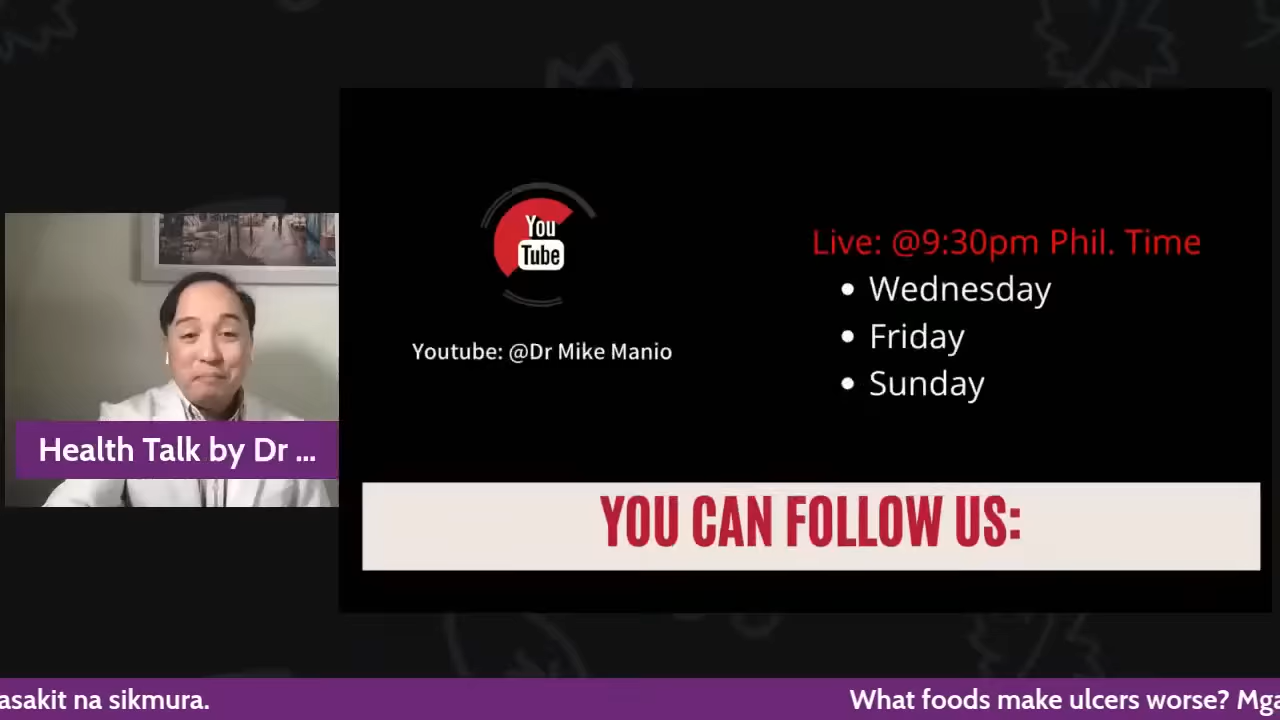 You
Tube
Youtube: @Dr Mike Manio
Live: @9:30pm Phil. Time
• Wednesday
• Friday
• Sunday
Health Talk by Dr ...
YOU CAN FOLLOW US:
asakit na sikmura.
What foods make ulcers worse? Mga